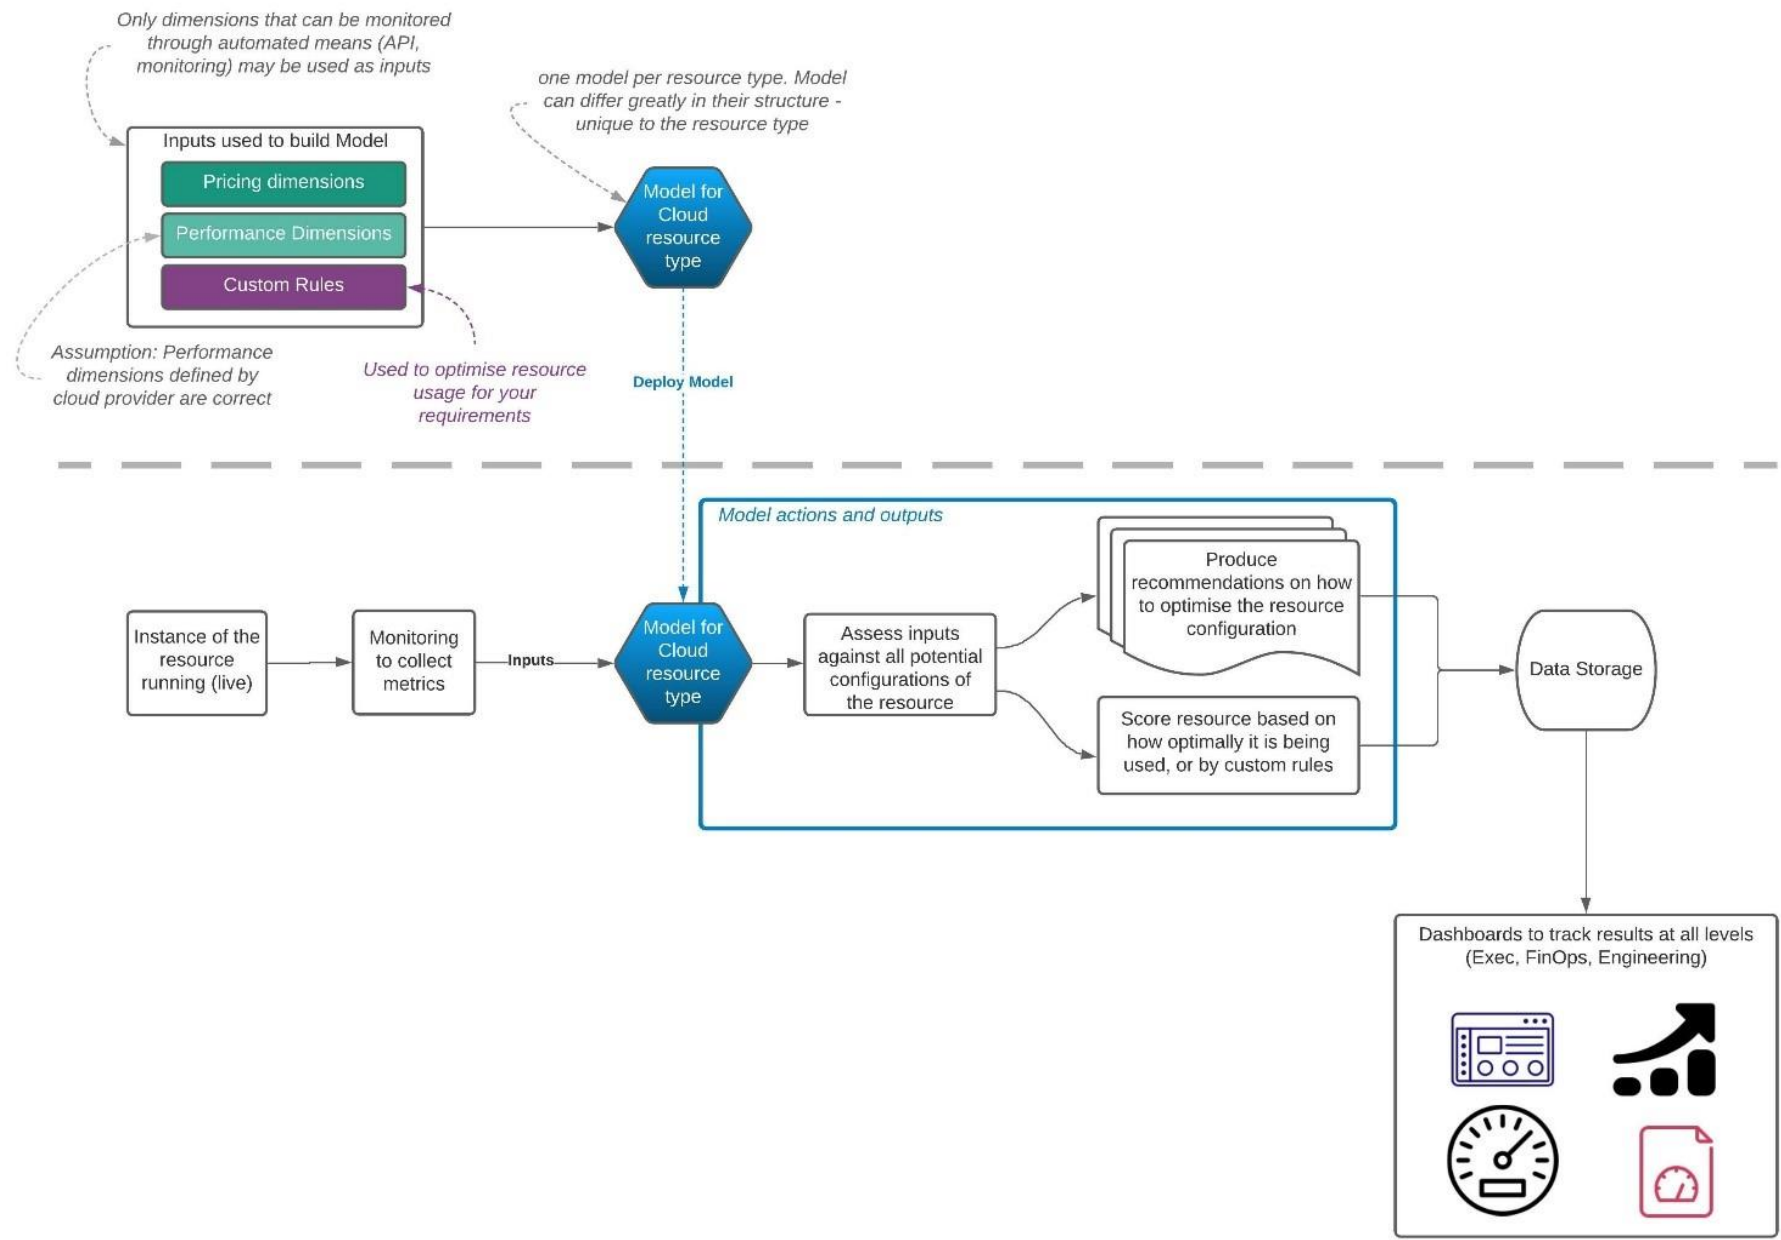 Only dimensions that can be monitored
through automated means (API,
monitoring) may be used as inputs
one model per resource type. Model
can differ greatly in their structure -
unique to the resource type
Inputs used to build Model
Pricing dimensions
Performance Dimensions
Custom Rules
Model for
Cloud
resource
type
Assumption: Performance
dimensions defined by
cloud provider are correct
Used to optimise resource
usage for your
requirements
Deploy Model
Model actions and outputs
Instance of the
resource
running (live)
Monitoring
to collect
metrics
Inputs
Model for
Cloud
resource
type
Assess inputs
against all potential
configurations of
the resource
Produce
recommendations on how
to optimise the resource
configuration
Score resource based on
how optimally it is being
used, or by custom rules
Data Storage
Dashboards to track results at all levels
(Exec, FinOps, Engineering)